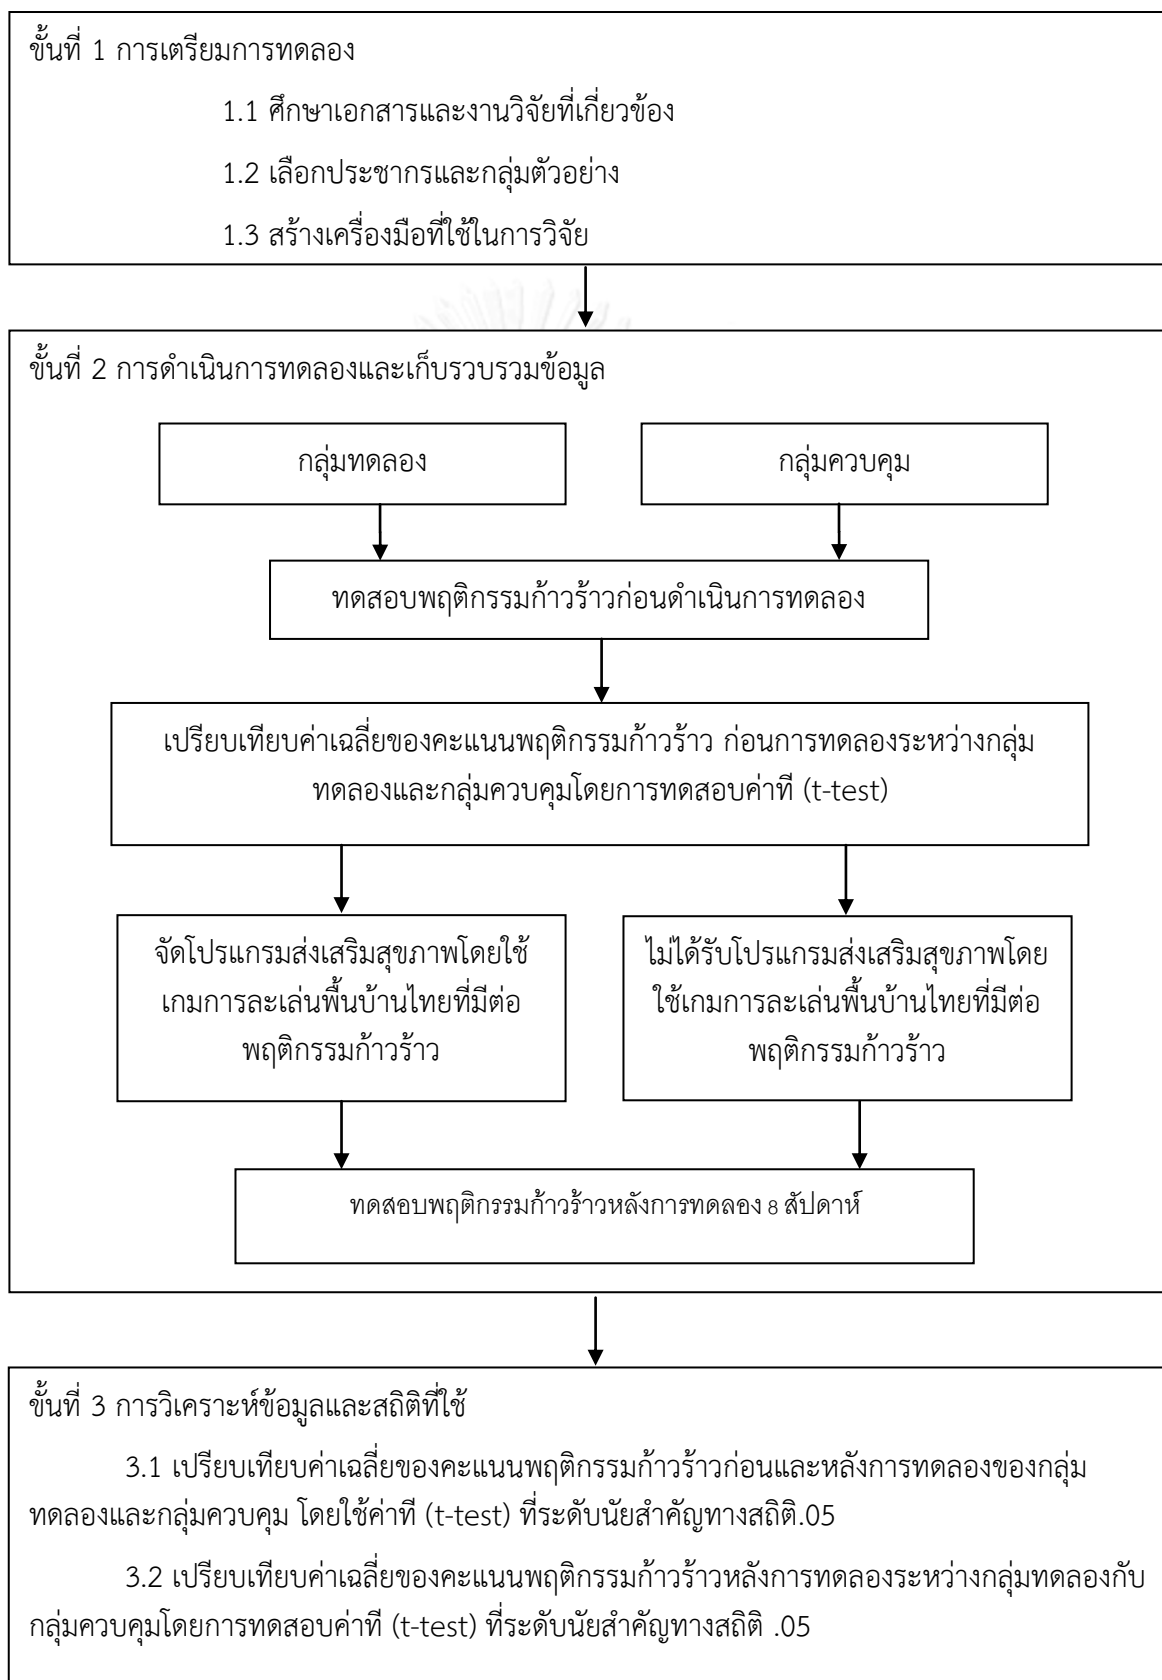 ขั้นที่ 1 การเตรียมการทดลอง
1.1 ศึกษาเอกสารและงานวิจัยที่เกี่ยวข้อง
1.2 เลือกประชากรและกลุ่มตัวอย่าง
1.3 สร้างเครื่องมือที่ใช้ในการวิจัย
ขั้นที่ 2 การดำเนินการทดลองและเก็บรวบรวมข้อมูล
กลุ่มทดลอง
กลุ่มควบคุม
ทดสอบพฤติกรรมก้าวร้าวก่อนดำเนินการทดลอง
เปรียบเทียบค่าเฉลี่ยของคะแนนพฤติกรรมก้าวร้าว ก่อนการทดลองระหว่างกลุ่ม
ทดลองและกลุ่มควบคุมโดยการทดสอบค่าที (t-test)
จัดโปรแกรมส่งเสริมสุขภาพโดยใช้
เกมการละเล่นพื้นบ้านไทยที่มีต่อ
พฤติกรรมก้าวร้าว
ไม่ได้รับโปรแกรมส่งเสริมสุขภาพโดย
ใช้เกมการละเล่นพื้นบ้านไทยที่มีต่อ
พฤติกรรมก้าวร้าว
ทดสอบพฤติกรรมก้าวร้าวหลังการทดลอง 8 สัปดาห์
ขั้นที่ 3 การวิเคราะห์ข้อมูลและสถิติที่ใช้
3.1 เปรียบเทียบค่าเฉลี่ยของคะแนนพฤติกรรมก้าวร้าวก่อนและหลังการทดลองของกลุ่ม
ทดลองและกลุ่มควบคุม โดยใช้ค่าที (t-test) ที่ระดับนัยสำคัญทางสถิติ.05
3.2 เปรียบเทียบค่าเฉลี่ยของคะแนนพฤติกรรมก้าวร้าวหลังการทดลองระหว่างกลุ่มทดลองกับ
กลุ่มควบคุมโดยการทดสอบค่าที (t-test) ที่ระดับนัยสำคัญทางสถิติ .05